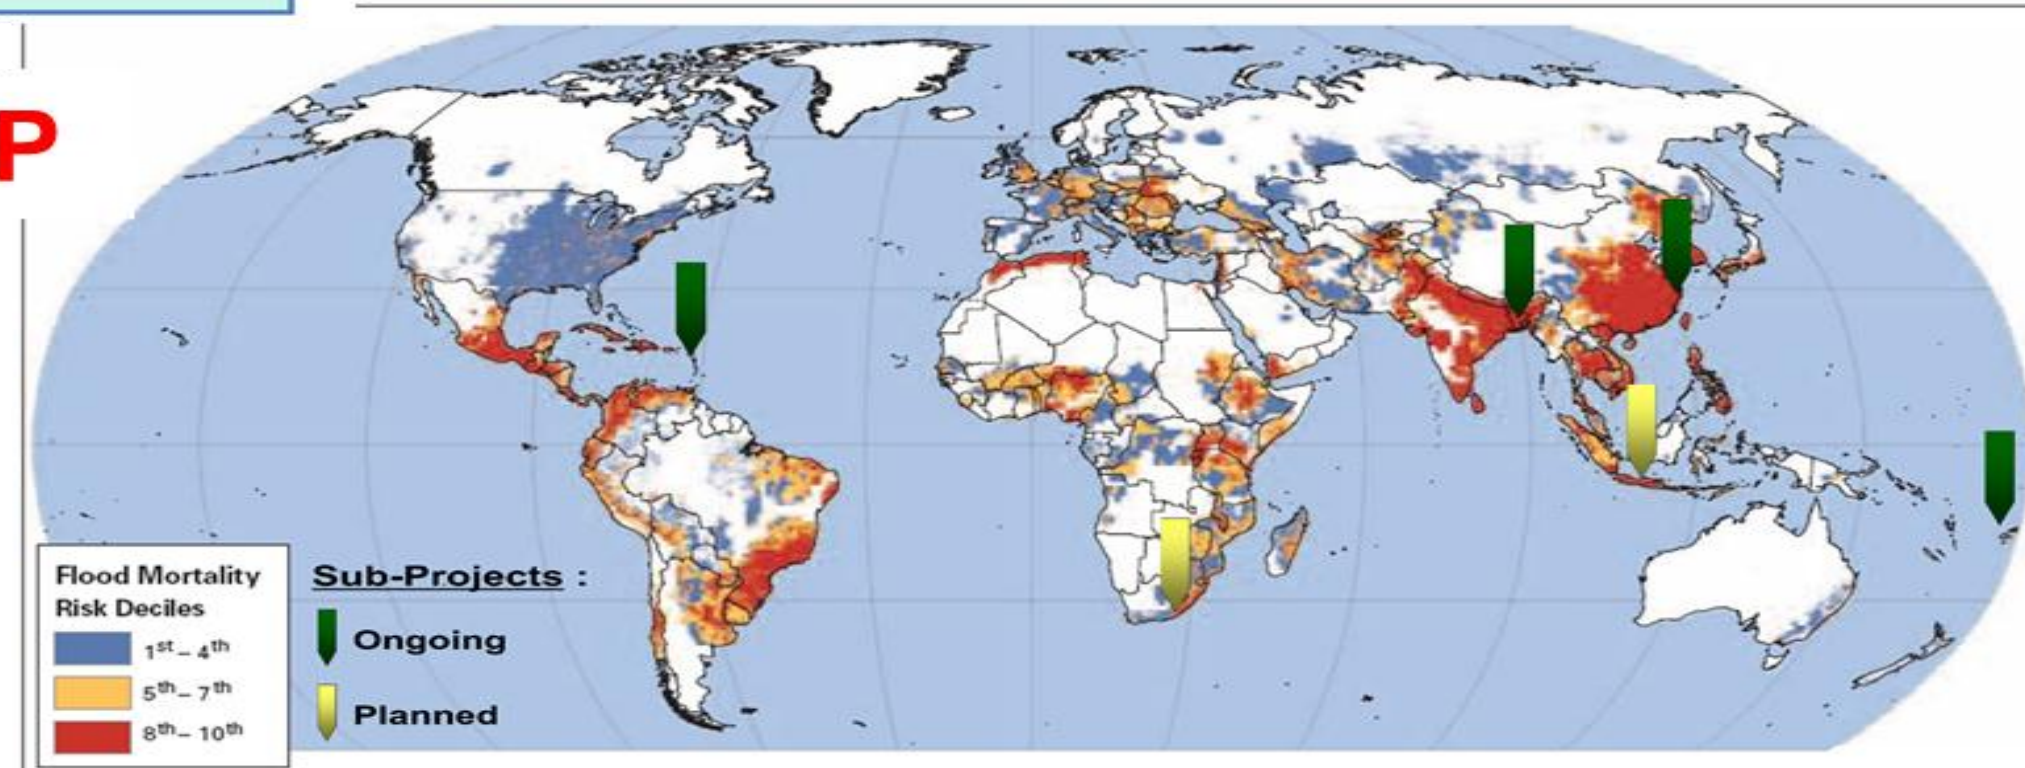 P
Flood Mortality
Risk Deciles
1st – 4th
5th – 7th
8th – 10th
Sub-Projects :
Ongoing
Planned